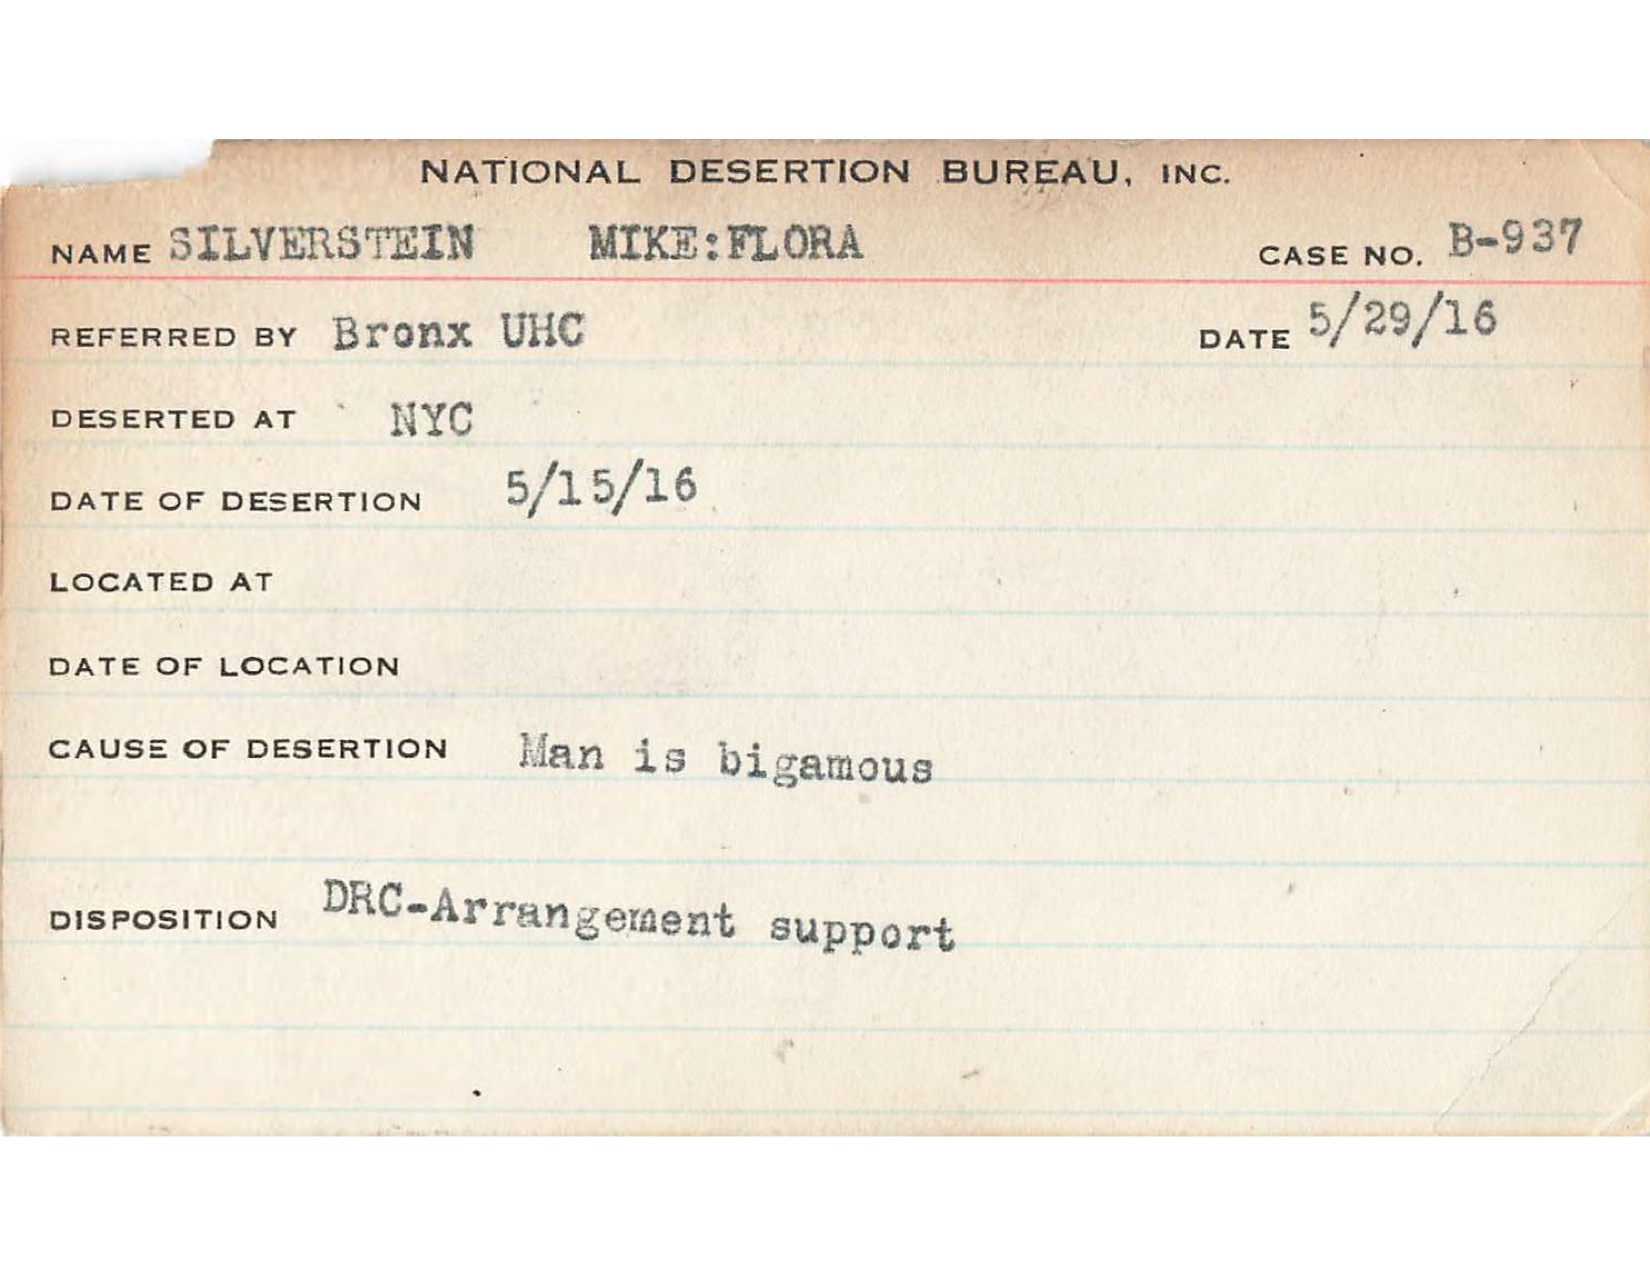 NATIONAL DESERTION BUREAU, INC.
NAME SILVERSTEIN MIKE:FLORA CASE NO. B-937
REFERRED BY Bronx UHC DATE 5/29/16
DESERTED AT NYC
DATE OF DESERTION 5/15/16
LOCATED AT
DATE OF LOCATION
CAUSE OF DESERTION Man is bigamous
DISPOSITION DRC-Arrangement support